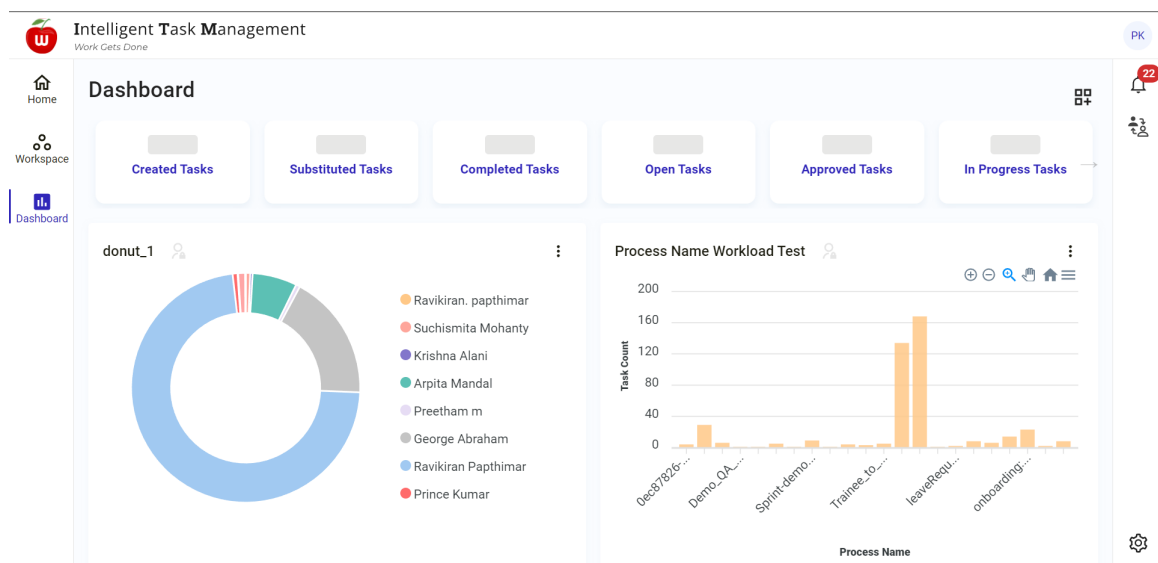 w
Intelligent Task Management
Work Gets Done
PK
22
Home
Workspace
Dashboard
Dashboard
Created Tasks
Substituted Tasks
Completed Tasks
Open Tasks
Approved Tasks
In Progress Tasks
donut_1
Ravikiran. papthimar
Suchismita Mohanty
Krishna Alani
Arpita Mandal
Preetham m
George Abraham
Ravikiran Papthimar
Prince Kumar
Process Name Workload Test
200
160
120
80
40
0
Task Count
0ec87826-...
Demo_QA_...
Sprint-demo...
Trainee_to_...
leaveRequ...
onboarding:...
Process Name